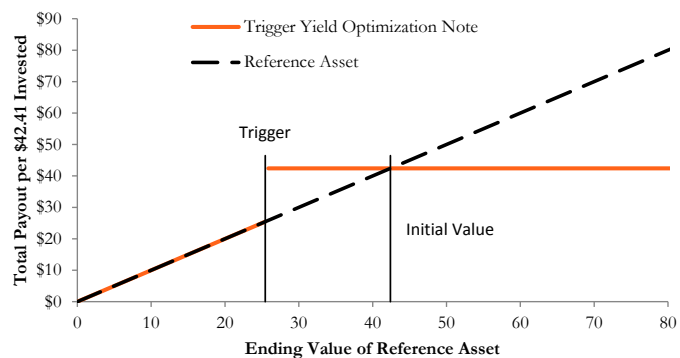 $90
$80
$70
$60
$50
$40
$30
$20
$10
$0
Total Payout per $42.41 Invested
Trigger Yield Optimization Note
Reference Asset
Trigger
Initial Value
0 10 20 30 40 50 60 70 80
Ending Value of Reference Asset